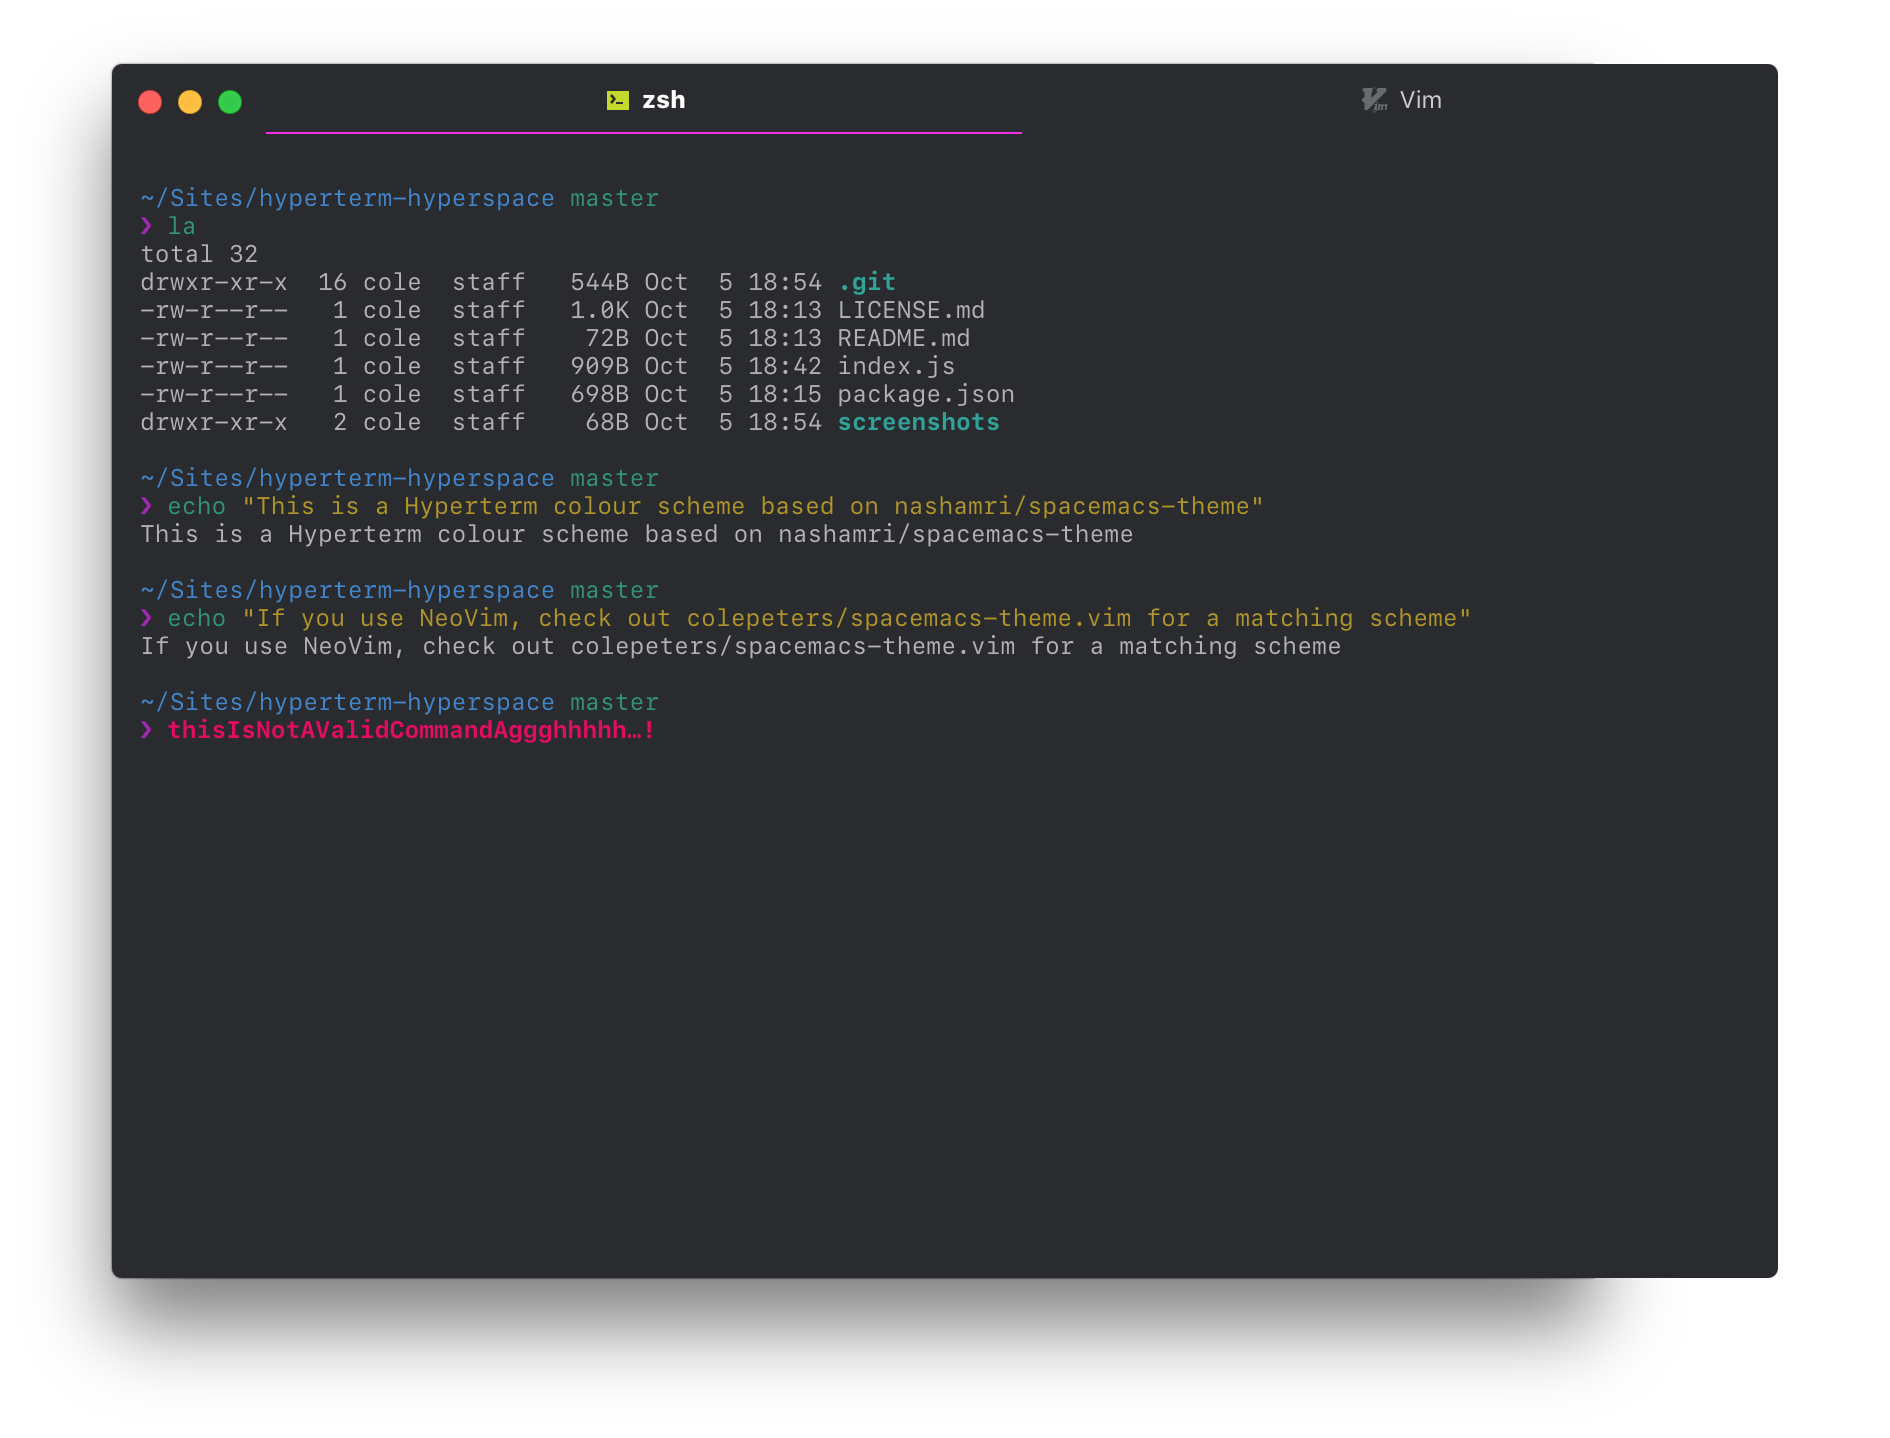 zsh
Vim
~/Sites/hyperterm-hyperspace master
❯ la
total 32
drwxr-xr-x  16 cole  staff   544B Oct  5 18:54 .git
-rw-r--r--   1 cole  staff   1.0K Oct  5 18:13 LICENSE.md
-rw-r--r--   1 cole  staff    72B Oct  5 18:13 README.md
-rw-r--r--   1 cole  staff   909B Oct  5 18:42 index.js
-rw-r--r--   1 cole  staff   698B Oct  5 18:15 package.json
drwxr-xr-x   2 cole  staff    68B Oct  5 18:54 screenshots
~/Sites/hyperterm-hyperspace master
❯ echo "This is a Hyperterm colour scheme based on nashamri/spacemacs-theme"
This is a Hyperterm colour scheme based on nashamri/spacemacs-theme
~/Sites/hyperterm-hyperspace master
❯ echo "If you use NeoVim, check out colepeters/spacemacs-theme.vim for a matching scheme"
If you use NeoVim, check out colepeters/spacemacs-theme.vim for a matching scheme
~/Sites/hyperterm-hyperspace master
❯ thisIsNotAValidCommandAggghhhhh…!